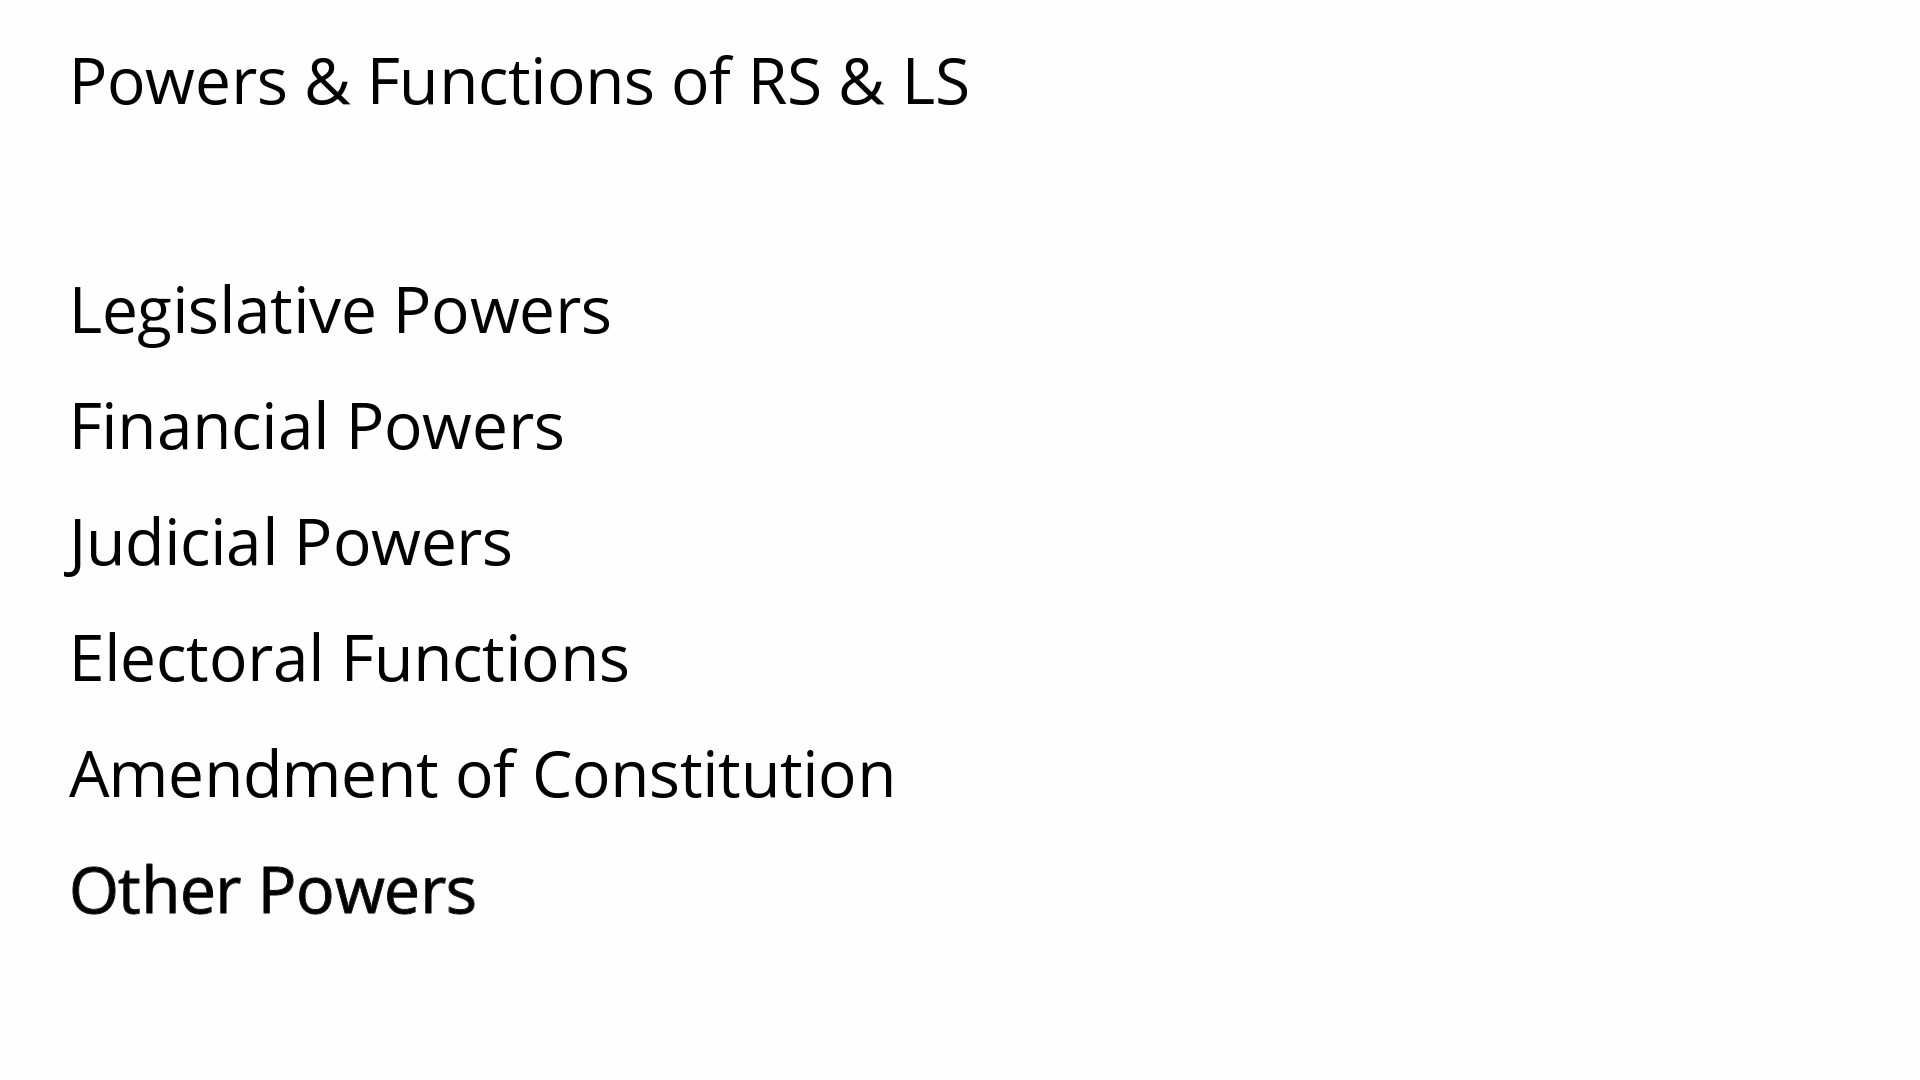 Powers & Functions of RS & LS
Legislative Powers
Financial Powers
Judicial Powers
Electoral Functions
Amendment of Constitution
Other Powers